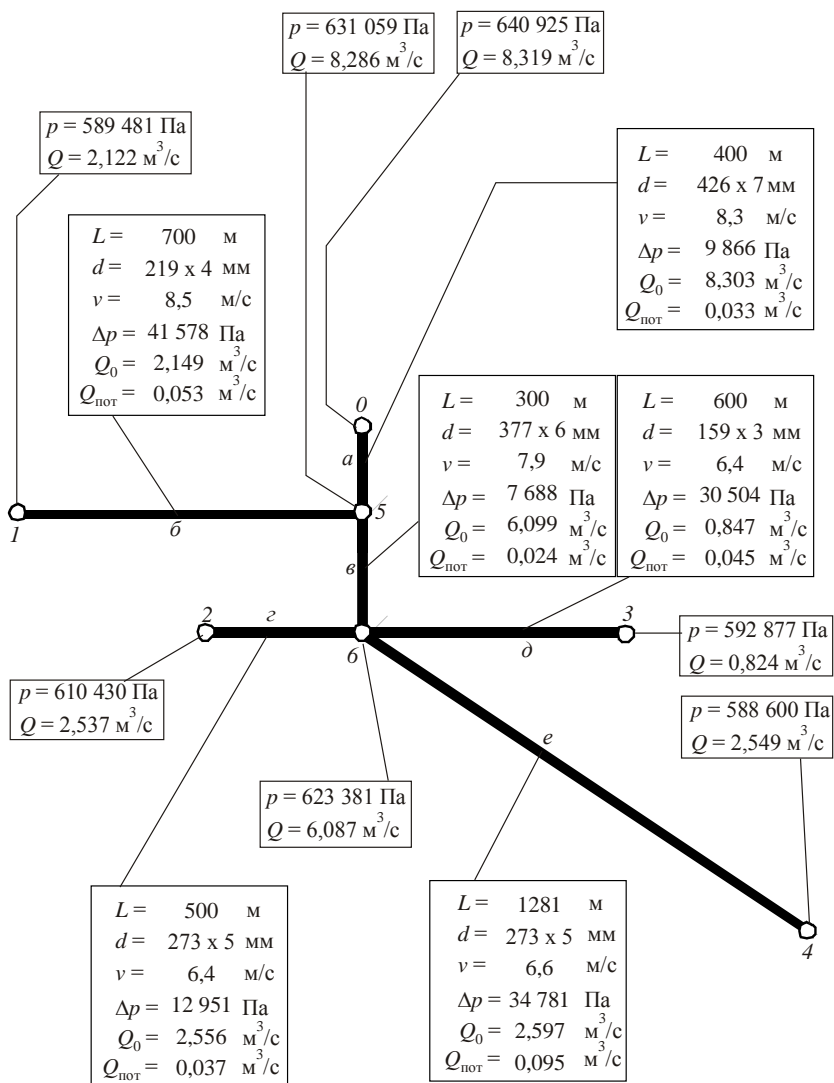 p = 631 059 Па
Q = 8,286 м³/с
p = 640 925 Па
Q = 8,319 м³/с
p = 589 481 Па
Q = 2,122 м³/с
L = 400 м
d = 426 x 7 мм
v = 8,3 м/с
Δp = 9 866 Па
Q₀ = 8,303 м³/с
Qпот = 0,033 м³/с
L = 700 м
d = 219 x 4 мм
v = 8,5 м/с
Δp = 41 578 Па
Q₀ = 2,149 м³/с
Qпот = 0,053 м³/с
L = 300 м
d = 377 x 6 мм
v = 7,9 м/с
Δp = 7 688 Па
Q₀ = 6,099 м³/с
Qпот = 0,024 м³/с
L = 600 м
d = 159 x 3 мм
v = 6,4 м/с
Δp = 30 504 Па
Q₀ = 0,847 м³/с
Qпот = 0,045 м³/с
0
а
5
1
б
в
2
г
6
д
3
p = 592 877 Па
Q = 0,824 м³/с
p = 610 430 Па
Q = 2,537 м³/с
p = 588 600 Па
Q = 2,549 м³/с
е
p = 623 381 Па
Q = 6,087 м³/с
4
L = 500 м
d = 273 x 5 мм
v = 6,4 м/с
Δp = 12 951 Па
Q₀ = 2,556 м³/с
Qпот = 0,037 м³/с
L = 1281 м
d = 273 x 5 мм
v = 6,6 м/с
Δp = 34 781 Па
Q₀ = 2,597 м³/с
Qпот = 0,095 м³/с